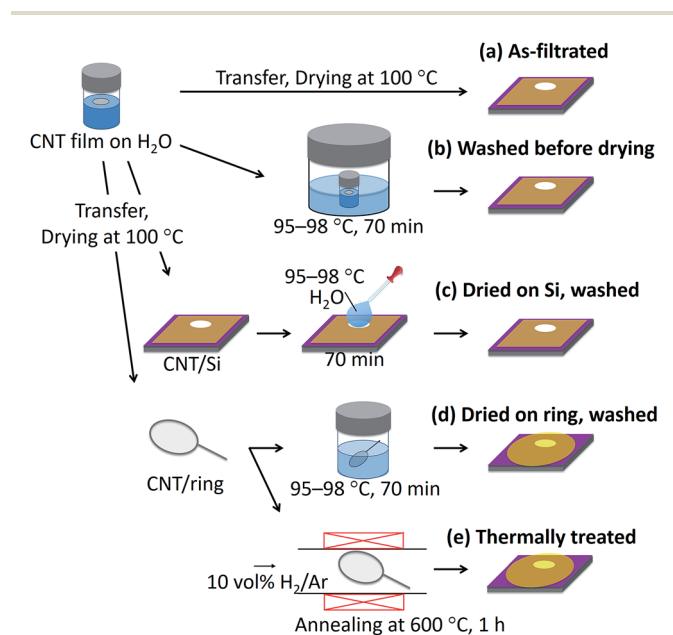 (a) As-filtrated
Transfer, Drying at 100 °C
CNT film on H₂O
(b) Washed before drying
95–98 °C, 70 min
Transfer,
Drying at 100 °C
95–98 °C
H₂O
(c) Dried on Si, washed
CNT/Si
70 min
(d) Dried on ring, washed
CNT/ring
95–98 °C, 70 min
(e) Thermally treated
10 vol% H₂/Ar
Annealing at 600 °C, 1 h